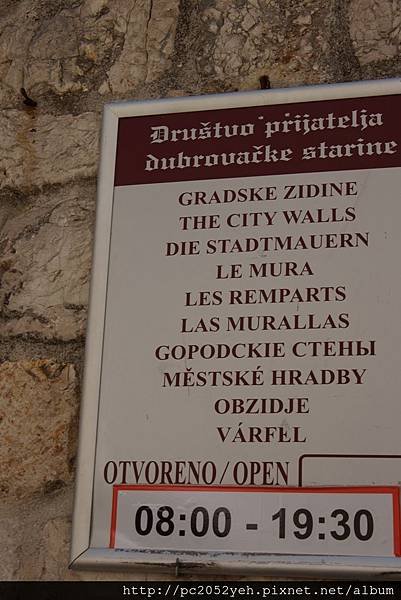 Društvo prijatelja
dubrovačke starine
GRADSKE ZIDINE
THE CITY WALLS
DIE STADTMAUERN
LE MURA
LES REMPARTS
LAS MURALLAS
GOPODCKIE СТЕНЫ
MĚSTSKÉ HRADBY
OBZIDJE
VÁRFEL
OTVORENO / OPEN
08:00 - 19:30
http://pc2052yeh.pixnet.net/album